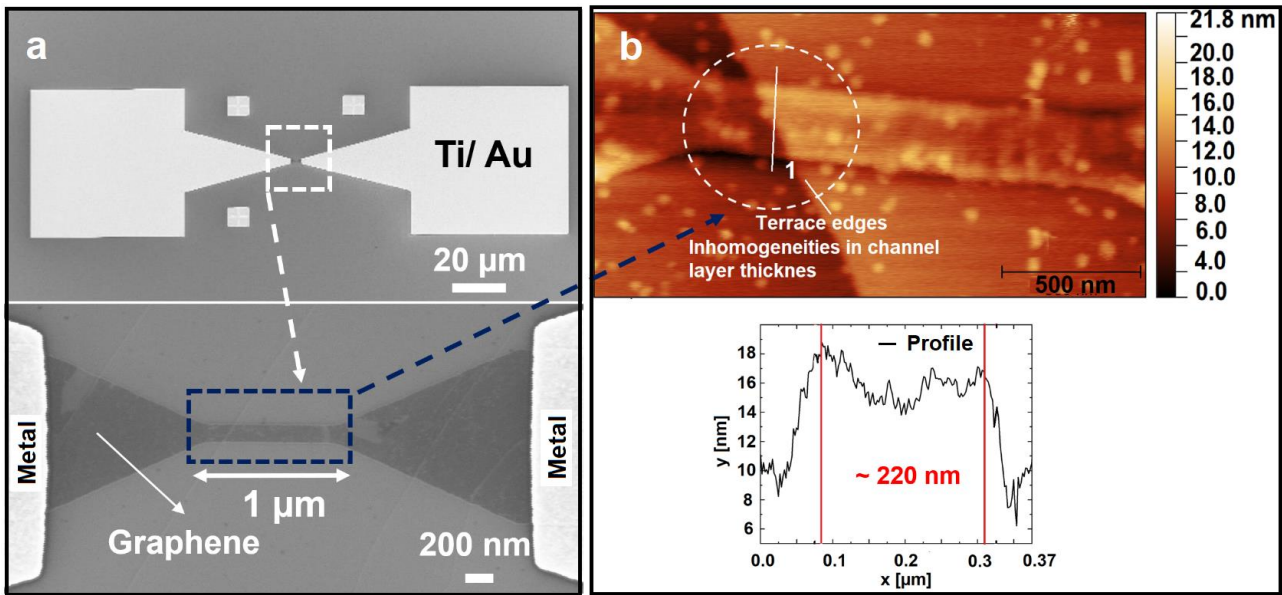 a
Ti/ Au
20 µm
Metal
Metal
1 µm
Graphene
200 nm
b
1
Terrace edges
Inhomogeneities in channel
layer thicknes
500 nm
21.8 nm
20.0
18.0
16.0
14.0
12.0
10.0
8.0
6.0
4.0
0.0
Profile
~ 220 nm
y [nm]
18
16
14
12
10
8
6
0.0
0.1
0.2
0.3
0.37
x [µm]